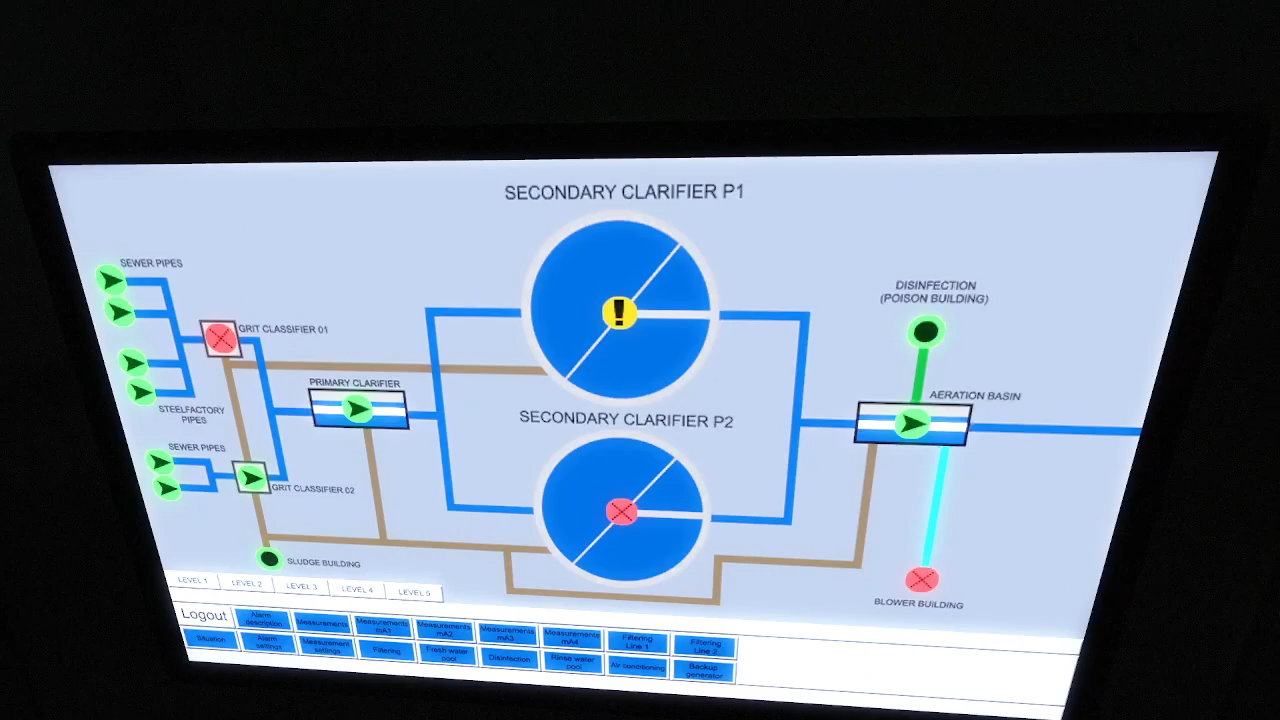 SECONDARY CLARIFIER P1
SEWER PIPES
DISINFECTION
(POISON BUILDING)
GRIT CLASSIFIER 01
PRIMARY CLARIFIER
AERATION BASIN
STEELFACTORY
PIPES
SECONDARY CLARIFIER P2
SEWER PIPES
GRIT CLASSIFIER 02
SLUDGE BUILDING
BLOWER BUILDING
LEVEL 1
LEVEL 2
LEVEL 3
LEVEL 4
LEVEL 5
Logout
Alarm
description
Measurements
Measurements
mA1
Measurements
mA2
Measurements
mA3
Measurements
mA4
Filtering
Line 1
Filtering
Line 2
Situation
Alarm
settings
Measurement
settings
Filtering
Fresh water
pool
Disinfection
Rinse water
pool
Air conditioning
Backup
generator